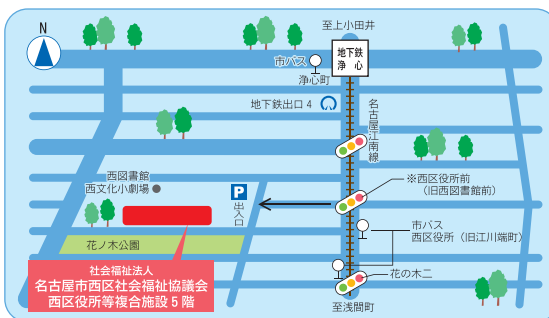 N
至上小田井
地下鉄
浄 心
市バス
浄心町
地下鉄出口 4
名古屋江南線
西図書館
西文化小劇場
P
出入口
※西区役所前
(旧西図書館前)
市バス
西区役所(旧江川端町)
花ノ木公園
社会福祉法人
名古屋市西区社会福祉協議会
西区役所等複合施設 5 階
花の木二
至浅間町